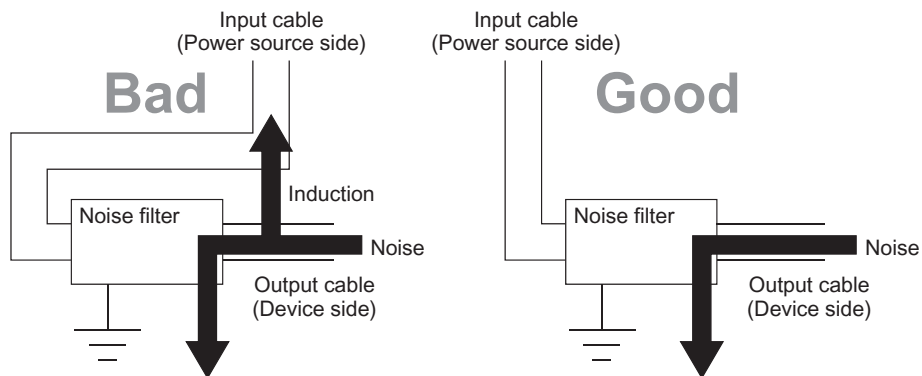 Input cable
(Power source side)
Bad
Induction
Noise filter
Noise
Output cable
(Device side)
Input cable
(Power source side)
Good
Noise filter
Noise
Output cable
(Device side)